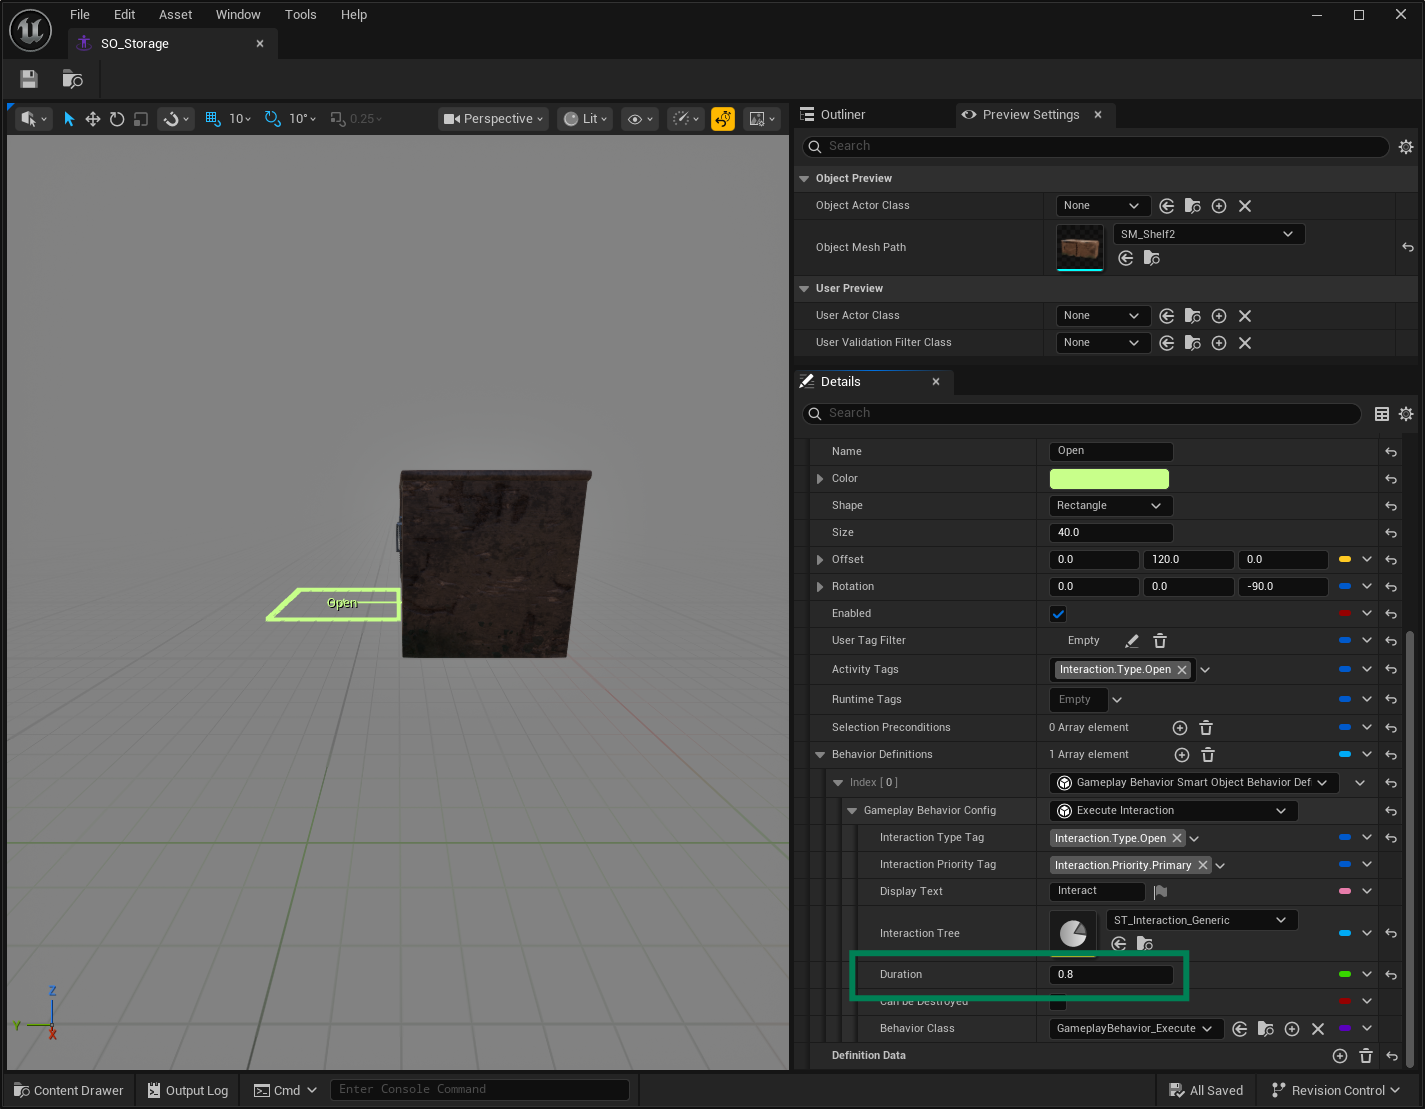 File Edit Asset Window Tools Help
SO_Storage
10 10° 0.25 Perspective Lit
Outliner Preview Settings
Search
Object Preview
Object Actor Class None
Object Mesh Path SM_Shelf2
User Preview
User Actor Class None
User Validation Filter Class None
Details
Search
Name Open
Color
Shape Rectangle
Size 40.0
Offset 0.0 120.0 0.0
Rotation 0.0 0.0 -90.0
Enabled
User Tag Filter Empty
Activity Tags Interaction.Type.Open
Runtime Tags Empty
Selection Preconditions 0 Array element
Behavior Definitions 1 Array element
Index [ 0 ] Gameplay Behavior Smart Object Behavior Defi
Gameplay Behavior Config Execute Interaction
Interaction Type Tag Interaction.Type.Open
Interaction Priority Tag Interaction.Priority.Primary
Display Text Interact
Interaction Tree ST_Interaction_Generic
Duration 0.8
Can be Destroyed
Behavior Class GameplayBehavior_Execute
Definition Data
Open
Z
Y
X
Content Drawer Output Log Cmd Enter Console Command All Saved Revision Control